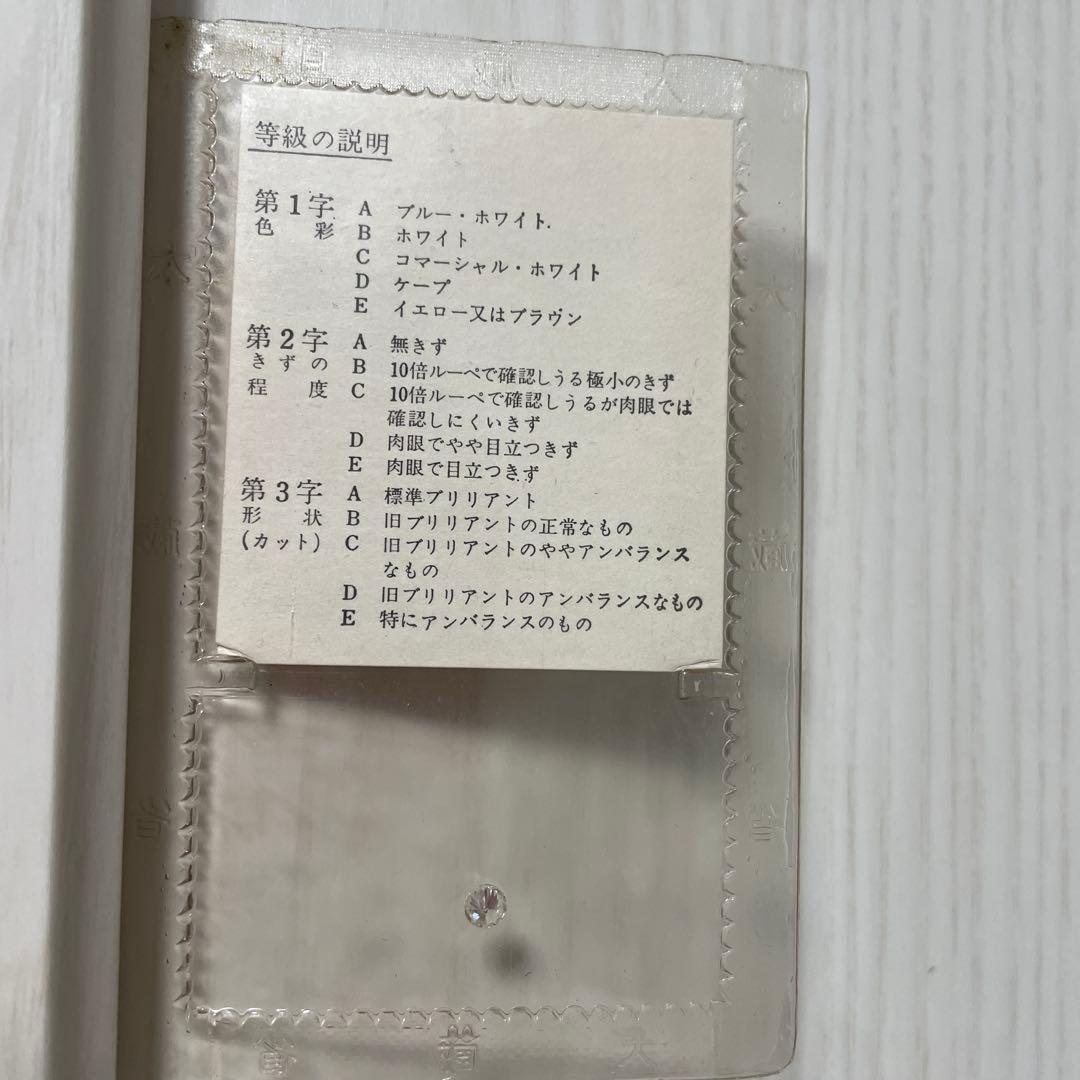 等級の説明
第1字 A ブルー・ホワイト.
色彩 B ホワイト
C コマーシャル・ホワイト
D ケープ
E イエロー又はブラウン
第2字 A 無きず
きずの B 10倍ルーペで確認しうる極小のきず
程度 C 10倍ルーペで確認しうるが肉眼では
確認しにくいきず
D 肉眼でやや目立つきず
E 肉眼で目立つきず
第3字 A 標準ブリリアント
形状 B 旧ブリリアントの正常なもの
(カット) C 旧ブリリアントのややアンバランス
なもの
D 旧ブリリアントのアンバランスなもの
E 特にアンバランスのもの
大
蔵
省